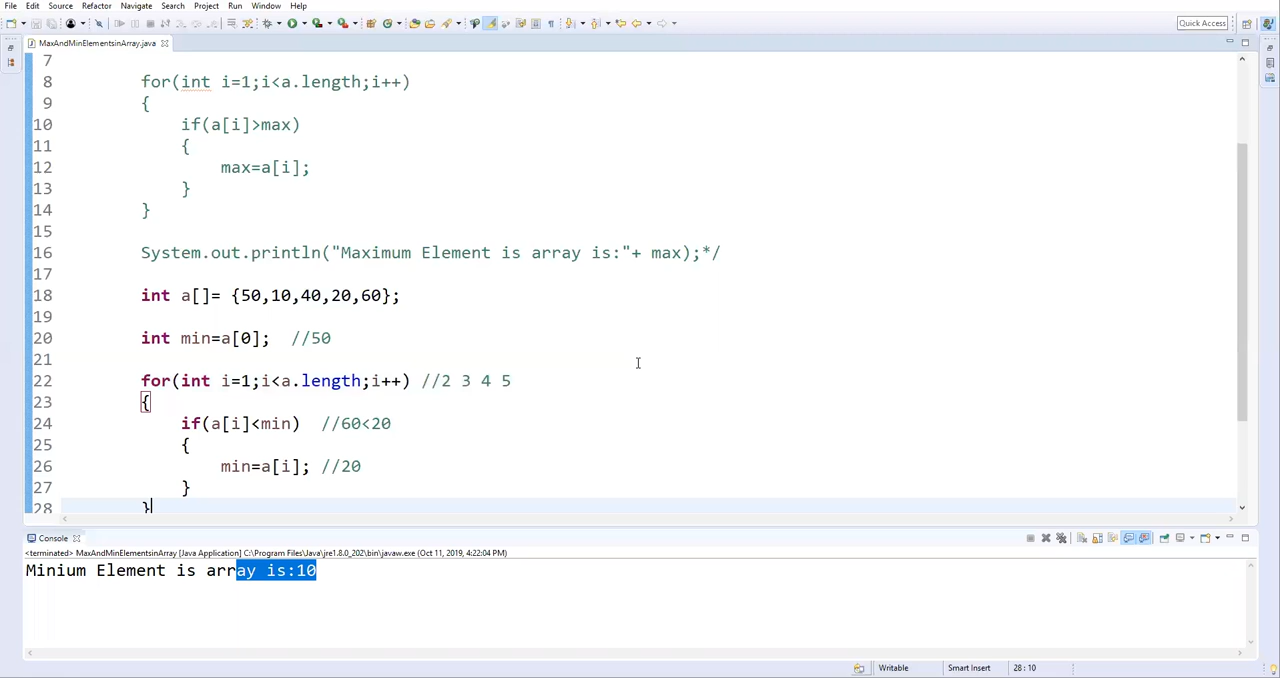 File Edit Source Refactor Navigate Search Project Run Window Help
Quick Access
MaxAndMinElementsinArray.java
7
8 for(int i=1;i<a.length;i++)
9 {
10 if(a[i]>max)
11 {
12 max=a[i];
13 }
14 }
15
16 System.out.println("Maximum Element is array is:"+ max);*/
17
18 int a[]= {50,10,40,20,60};
19
20 int min=a[0]; //50
21
22 for(int i=1;i<a.length;i++) //2 3 4 5
23 {
24 if(a[i]<min) //60<20
25 {
26 min=a[i]; //20
27 }
28 }
Console
<terminated> MaxAndMinElementsinArray [Java Application] C:\Program Files\Java\jre1.8.0_202\bin\javaw.exe (Oct 11, 2019, 4:22:04 PM)
Minium Element is array is:10
Writable Smart Insert 28 : 10